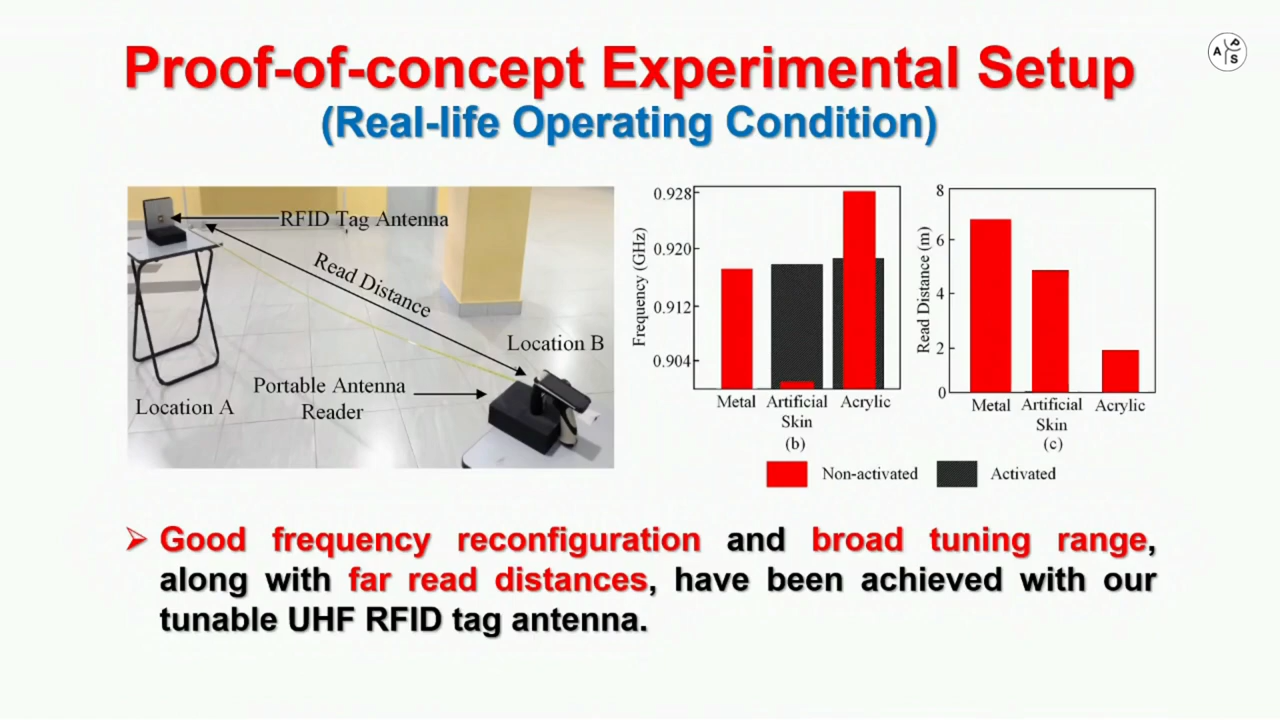 Proof-of-concept Experimental Setup
(Real-life Operating Condition)
A P S
RFID Tag Antenna
Read Distance
Location B
Portable Antenna
Reader
Location A
Frequency (GHz)
0.928
0.920
0.912
0.904
Metal Artificial Acrylic
Skin
(b)
Read Distance (m)
8
6
4
2
0
Metal Artificial Acrylic
Skin
(c)
Non-activated Activated
➢ Good frequency reconfiguration and broad tuning range,
along with far read distances, have been achieved with our
tunable UHF RFID tag antenna.